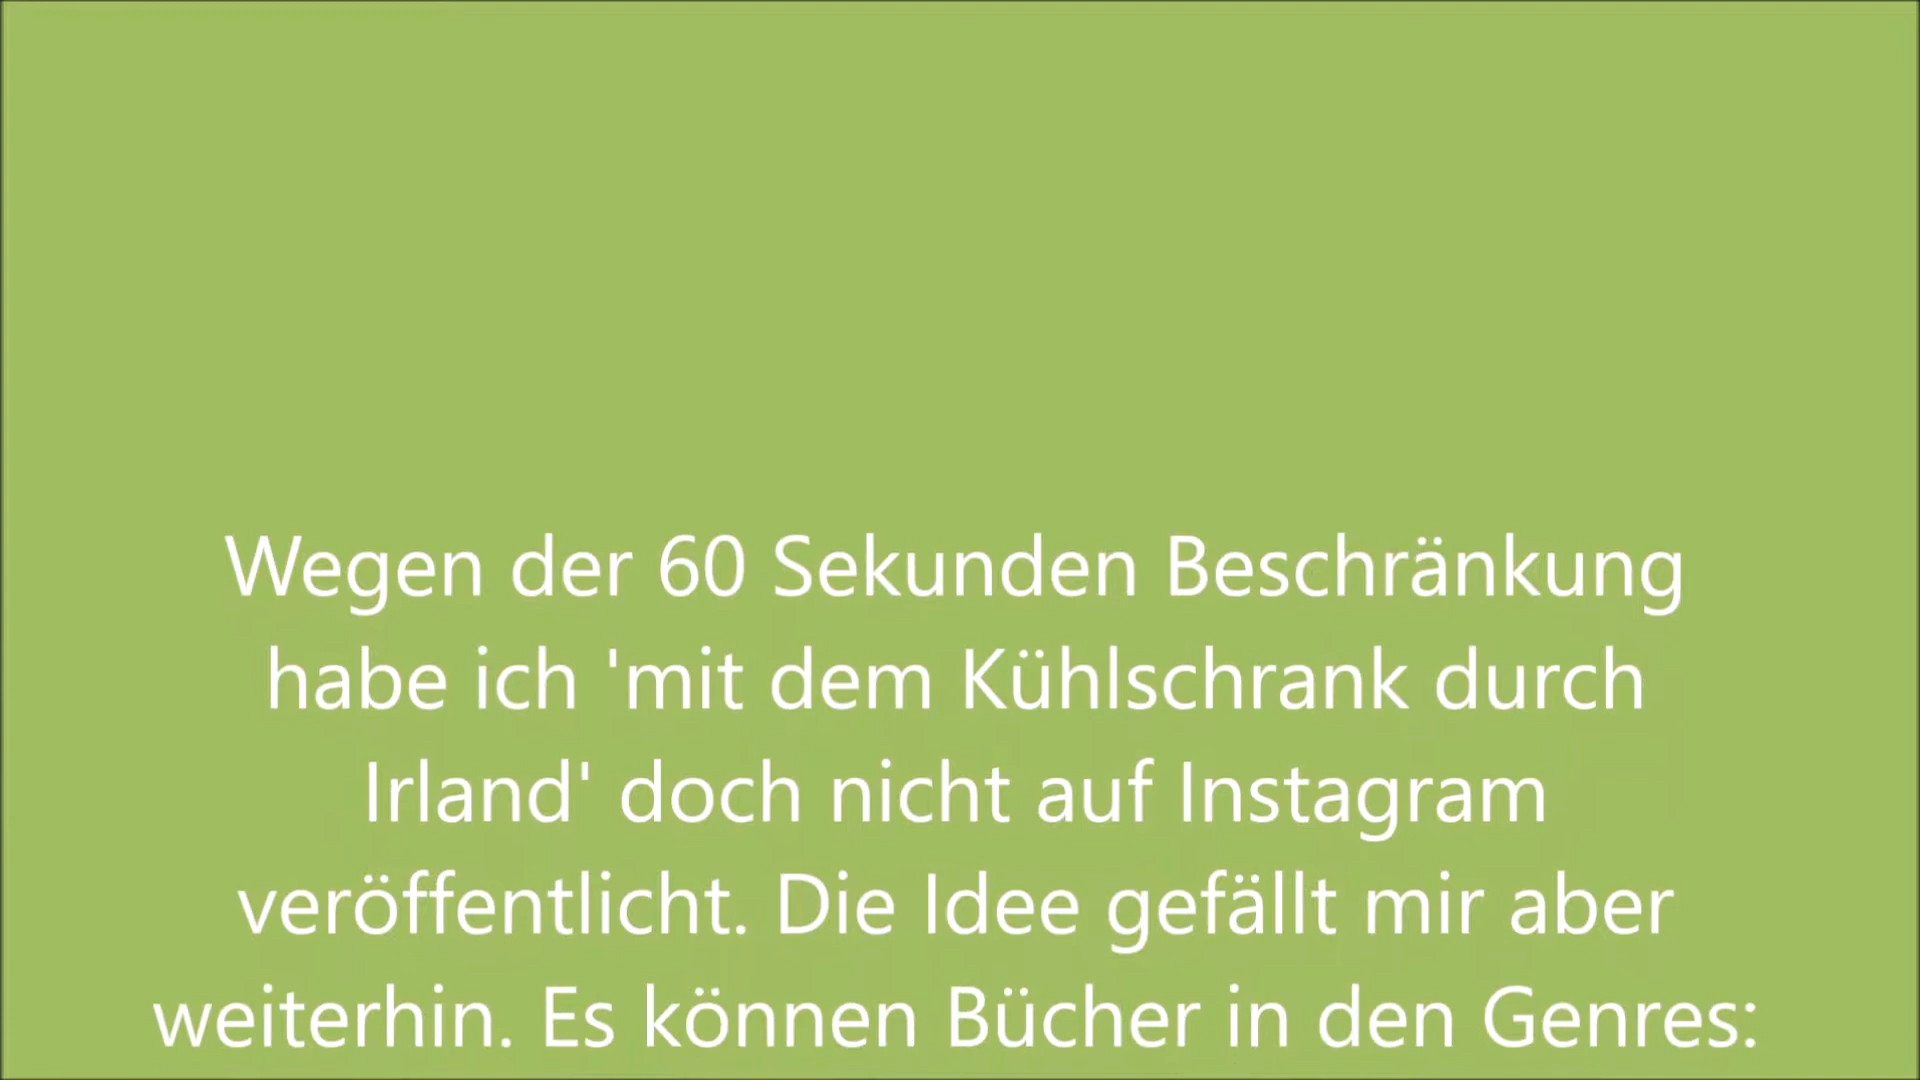 Wegen der 60 Sekunden Beschränkung
habe ich 'mit dem Kühlschrank durch
Irland' doch nicht auf Instagram
veröffentlicht. Die Idee gefällt mir aber
weiterhin. Es können Bücher in den Genres: